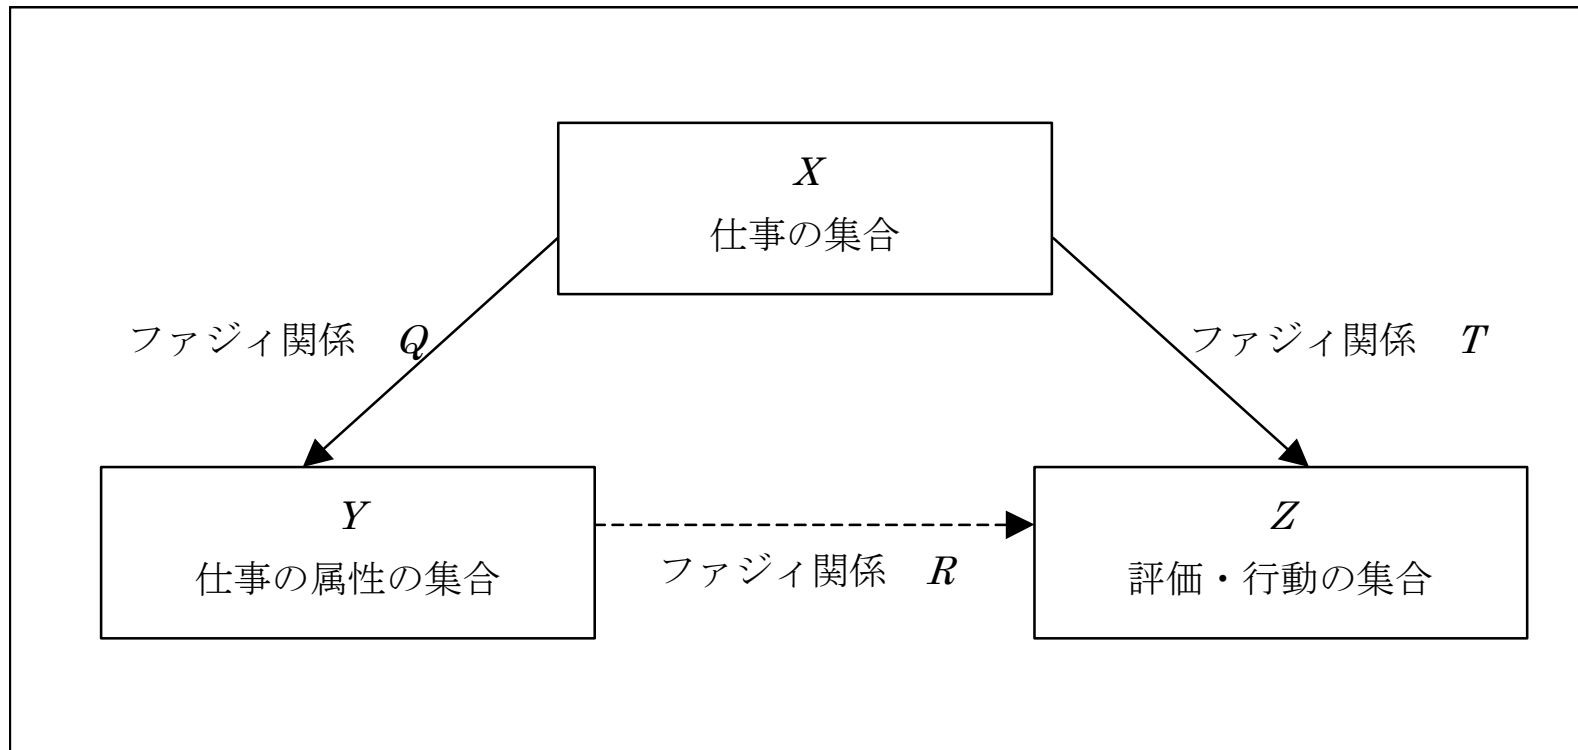 X
仕事の集合
ファジィ関係　Q
ファジィ関係　T
Y
仕事の属性の集合
ファジィ関係　R
Z
評価・行動の集合